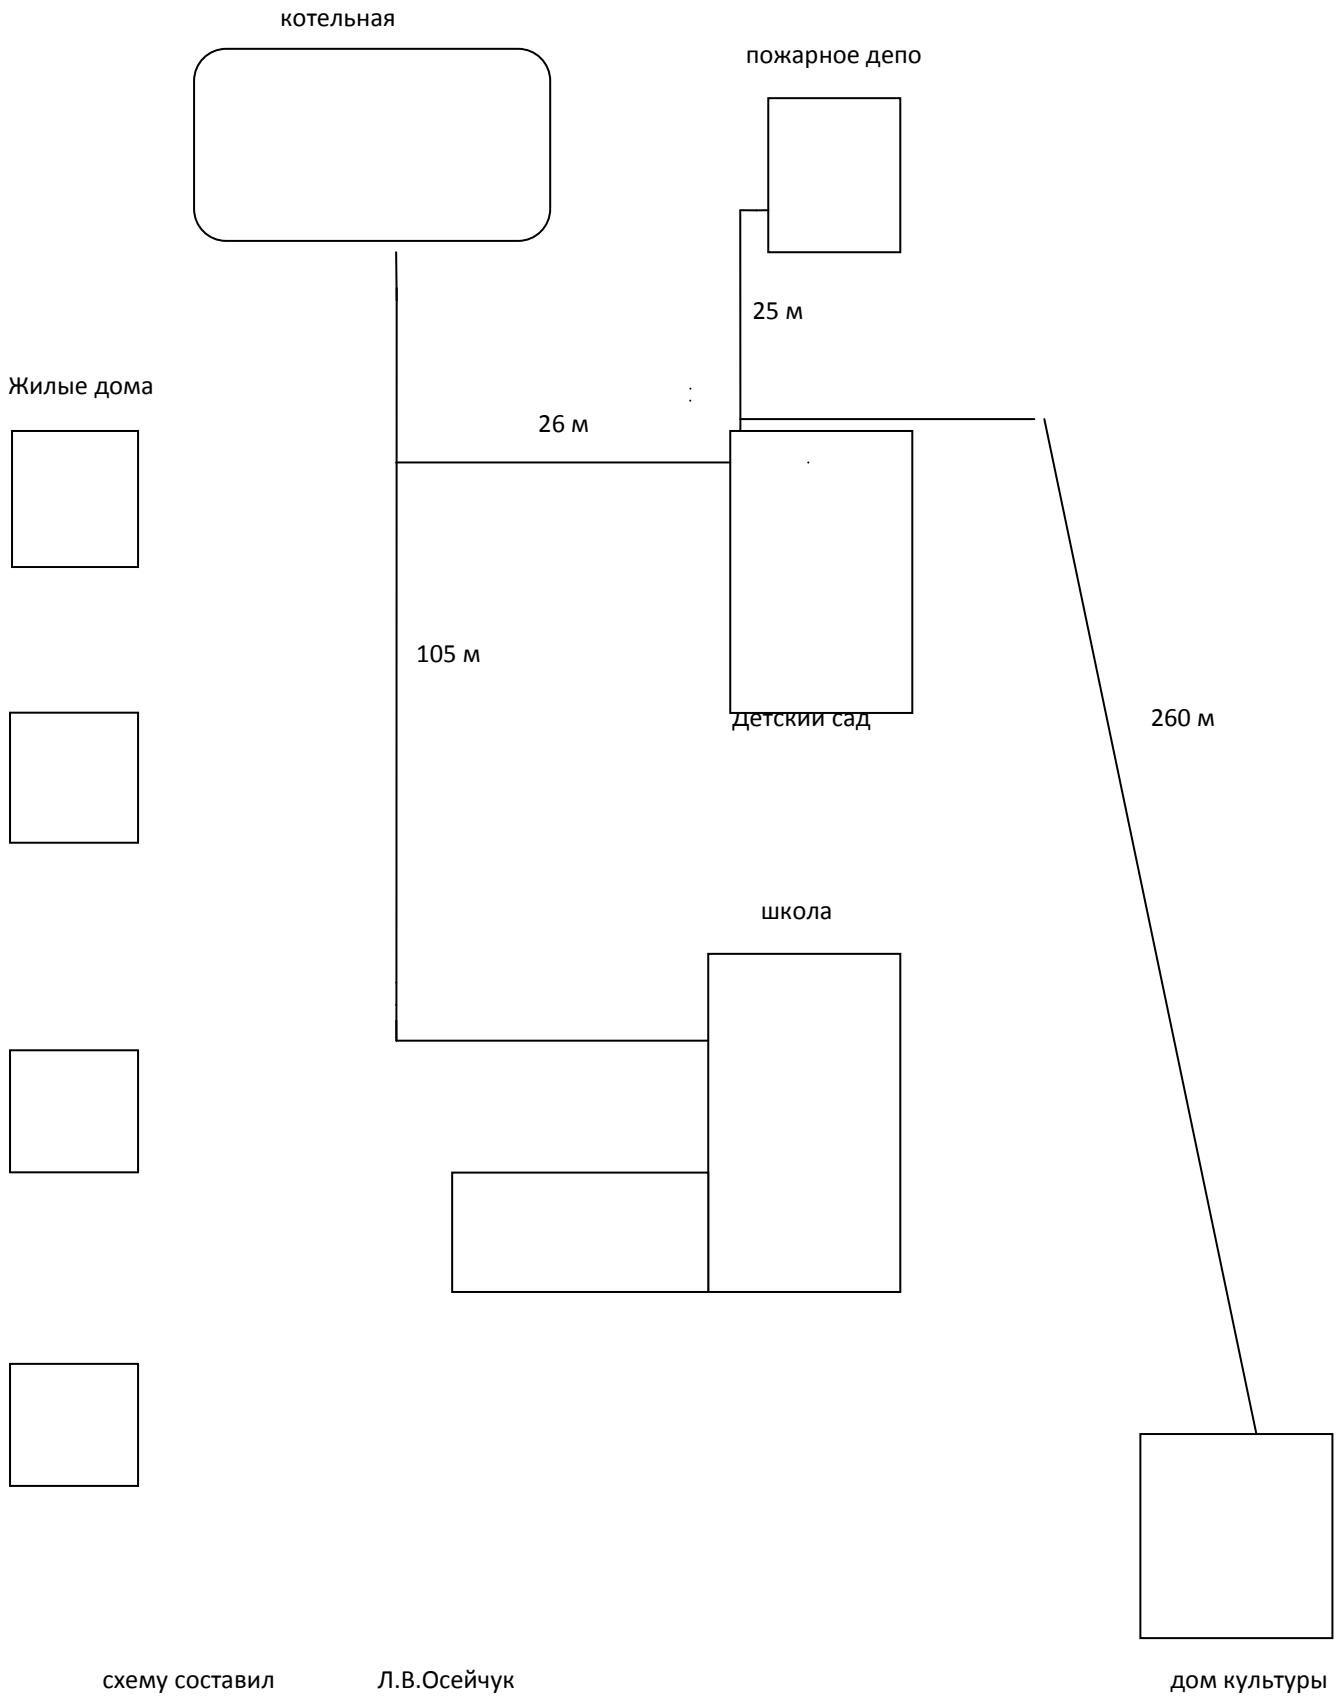 котельная
пожарное депо
25 м
Жилые дома
26 м
105 м
Детский сад
260 м
школа
схему составил Л.В.Осейчук
дом культуры